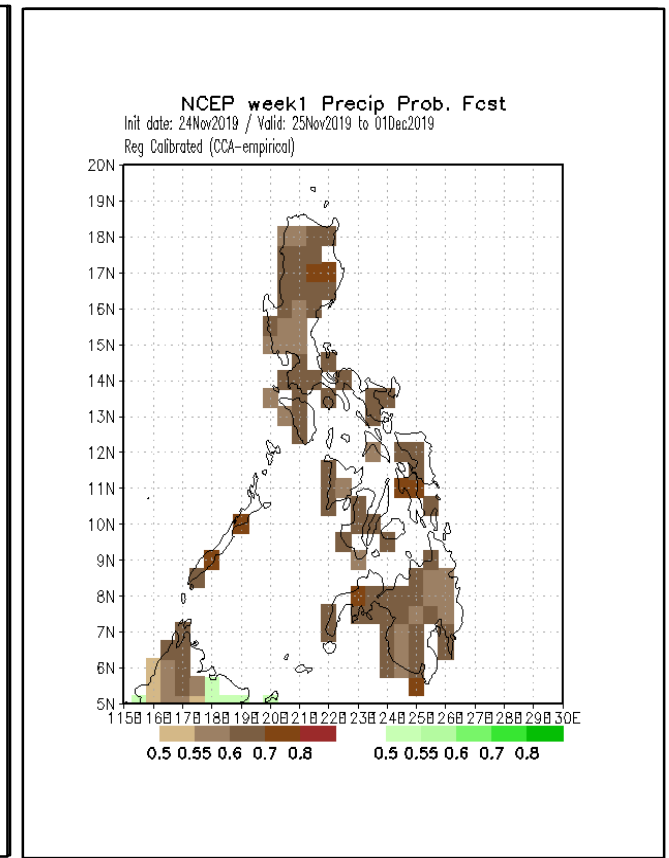 NCEP week1 Precip Prob. Fcst
Init date: 24Nov2019 / Valid: 25Nov2019 to 01Dec2019
Reg Calibrated (CCA-empirical)
20N
19N
18N
17N
16N
15N
14N
13N
12N
11N
10N
9N
8N
7N
6N
5N
115E 116E 117E 118E 119E 120E 121E 122E 123E 124E 125E 126E 127E 128E 129E 130E
0.5 0.55 0.6 0.7 0.8 0.5 0.55 0.6 0.7 0.8